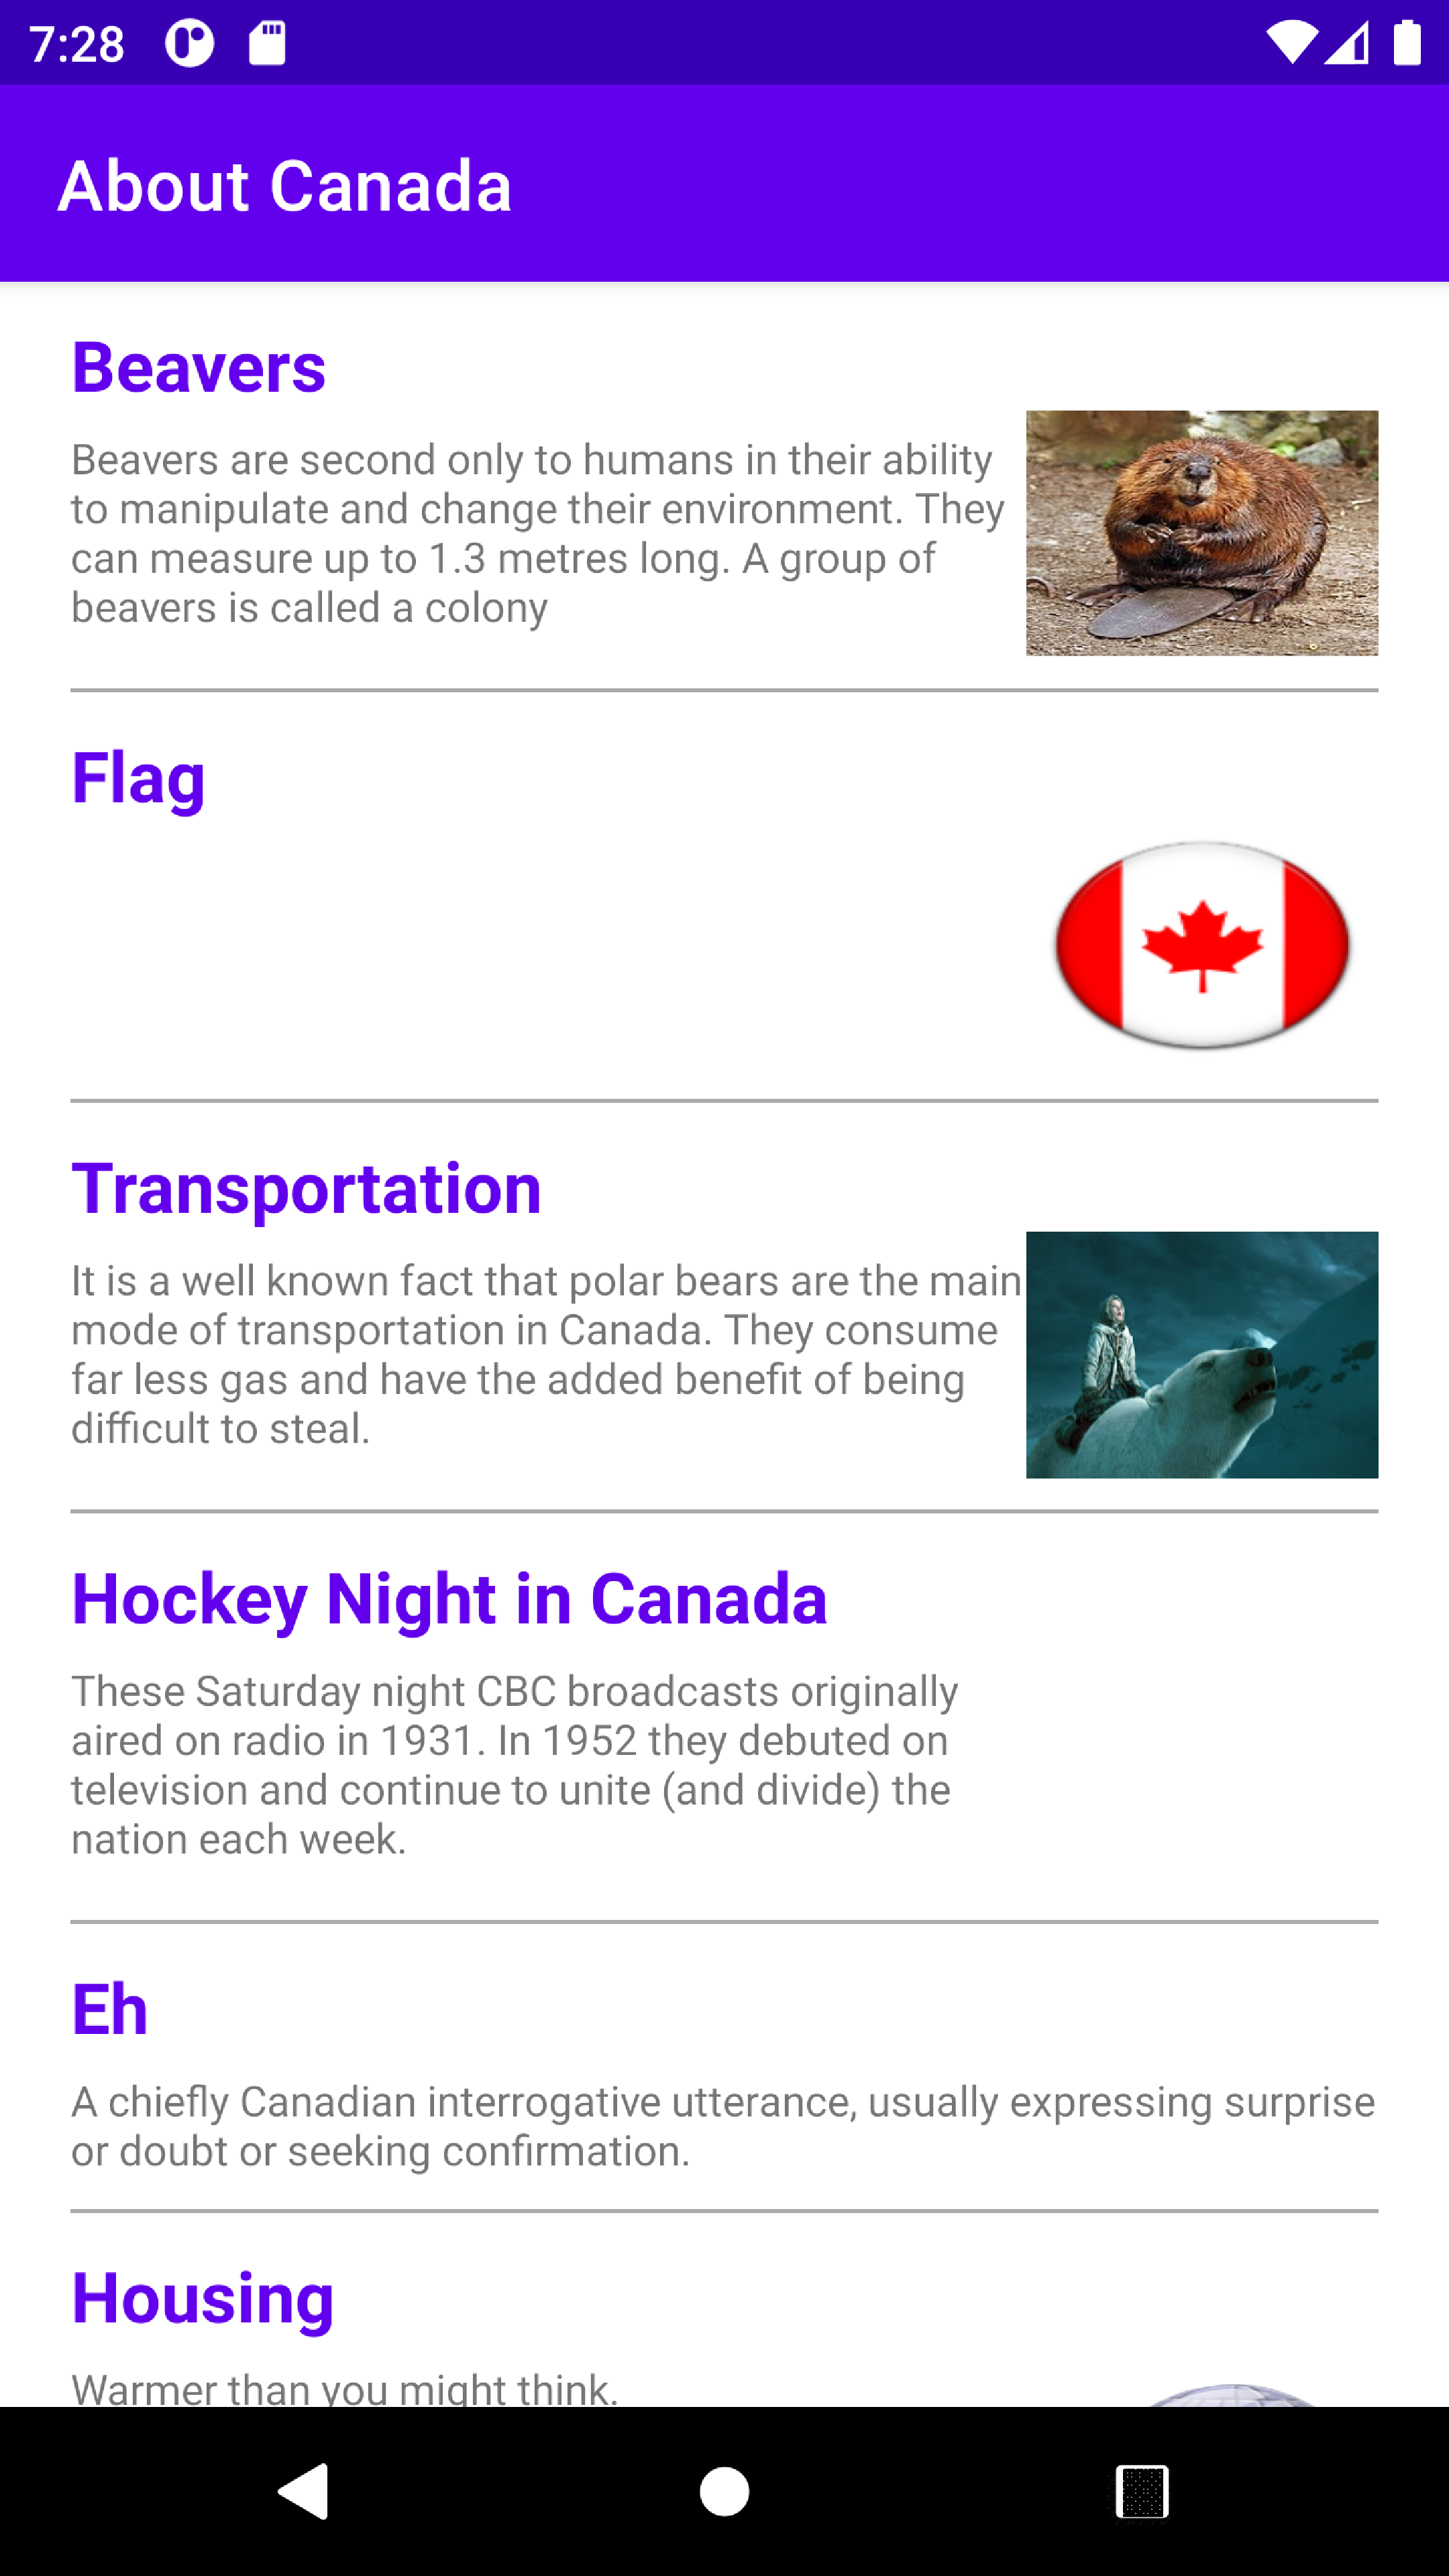 7:28
About Canada
Beavers
Beavers are second only to humans in their ability
to manipulate and change their environment. They
can measure up to 1.3 metres long. A group of
beavers is called a colony
Flag
Transportation
It is a well known fact that polar bears are the main
mode of transportation in Canada. They consume
far less gas and have the added benefit of being
difficult to steal.
Hockey Night in Canada
These Saturday night CBC broadcasts originally
aired on radio in 1931. In 1952 they debuted on
television and continue to unite (and divide) the
nation each week.
Eh
A chiefly Canadian interrogative utterance, usually expressing surprise
or doubt or seeking confirmation.
Housing
Warmer than you might think.